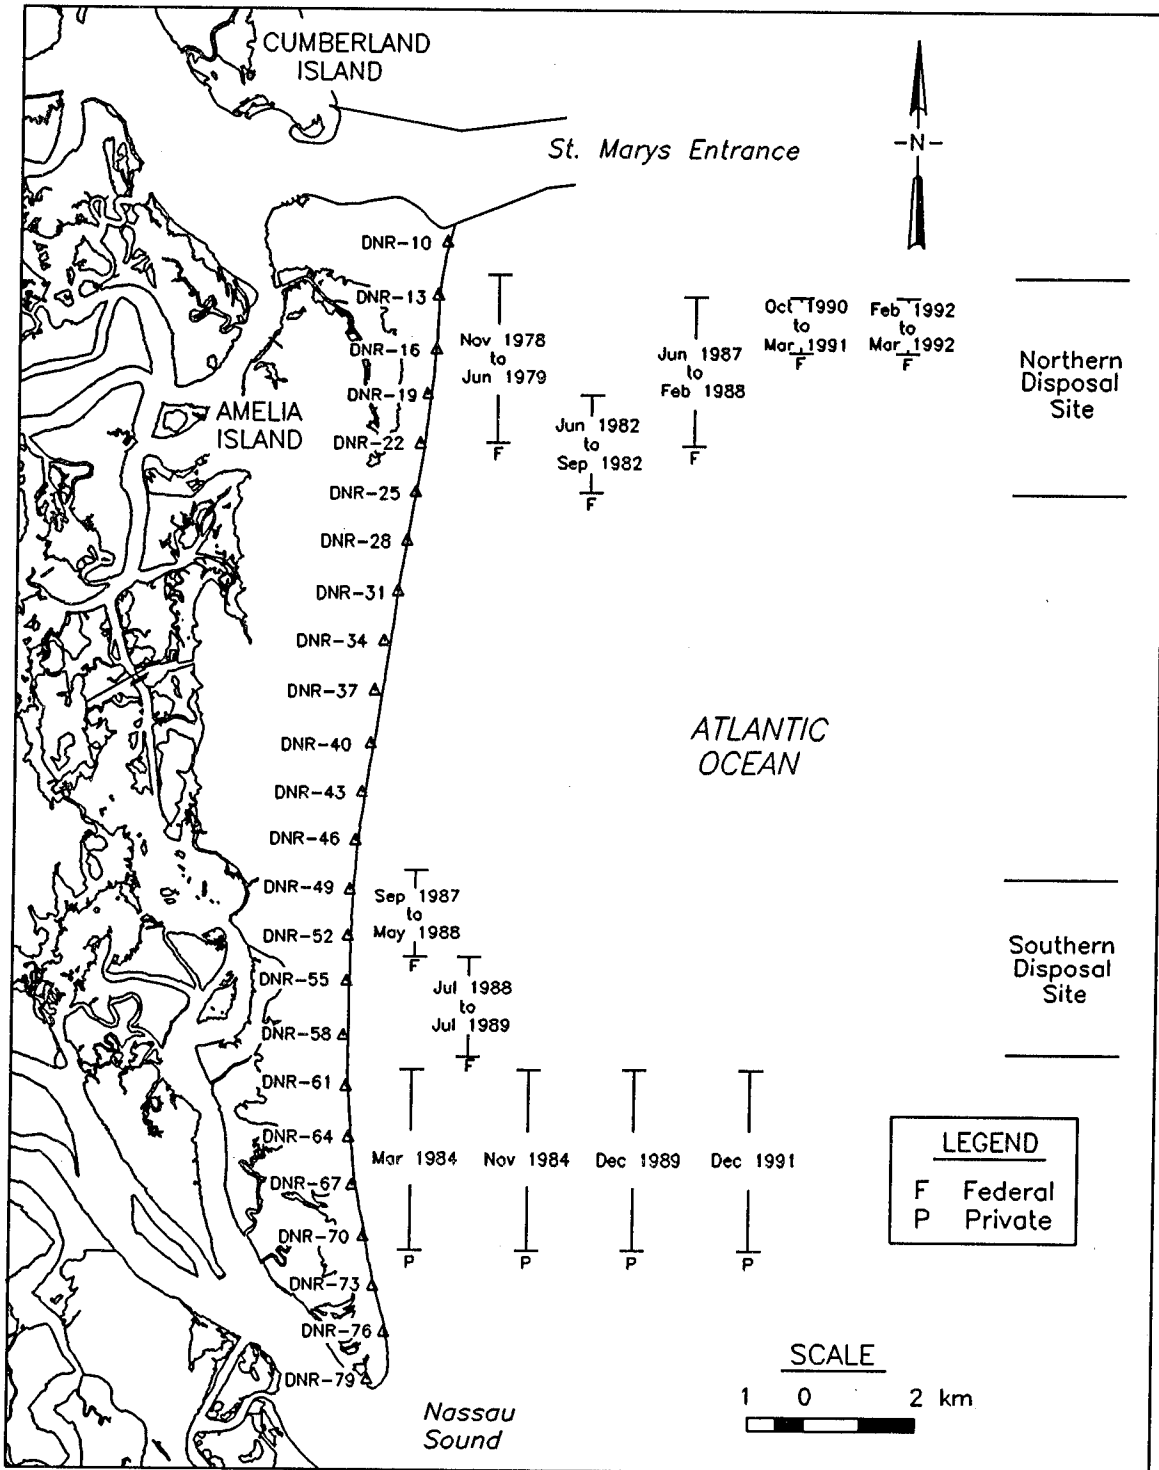 CUMBERLAND
ISLAND
St. Marys Entrance
-N-
DNR-10
DNR-13
DNR-16
DNR-19
AMELIA
ISLAND
DNR-22
DNR-25
DNR-28
DNR-31
DNR-34
DNR-37
DNR-40
DNR-43
DNR-46
DNR-49
DNR-52
DNR-55
DNR-58
DNR-61
DNR-64
DNR-67
DNR-70
DNR-73
DNR-76
DNR-79
Nov 1978
to
Jun 1979
F
Jun 1982
to
Sep 1982
F
Jun 1987
to
Feb 1988
F
Oct 1990
to
Mar 1991
F
Feb 1992
to
Mar 1992
F
Northern
Disposal
Site
ATLANTIC
OCEAN
Sep 1987
to
May 1988
F
Jul 1988
to
Jul 1989
F
Southern
Disposal
Site
Mar 1984
P
Nov 1984
P
Dec 1989
P
Dec 1991
P
LEGEND
F Federal
P Private
SCALE
1 0 2 km
Nassau
Sound